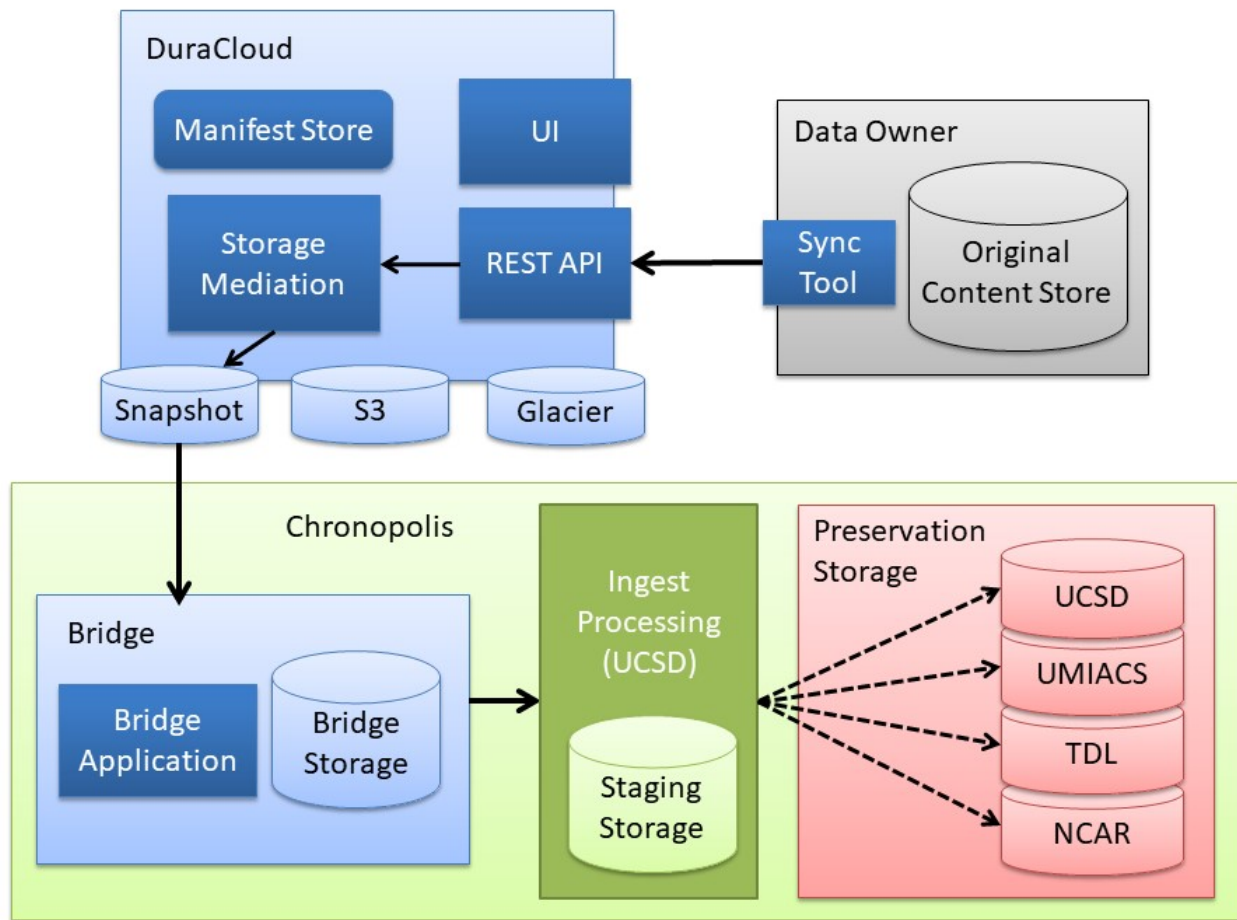 DuraCloud
Manifest Store
UI
Storage
Mediation
REST API
Snapshot
S3
Glacier
Data Owner
Sync
Tool
Original
Content Store
Chronopolis
Bridge
Bridge
Application
Bridge
Storage
Ingest
Processing
(UCSD)
Staging
Storage
Preservation
Storage
UCSD
UMIACS
TDL
NCAR